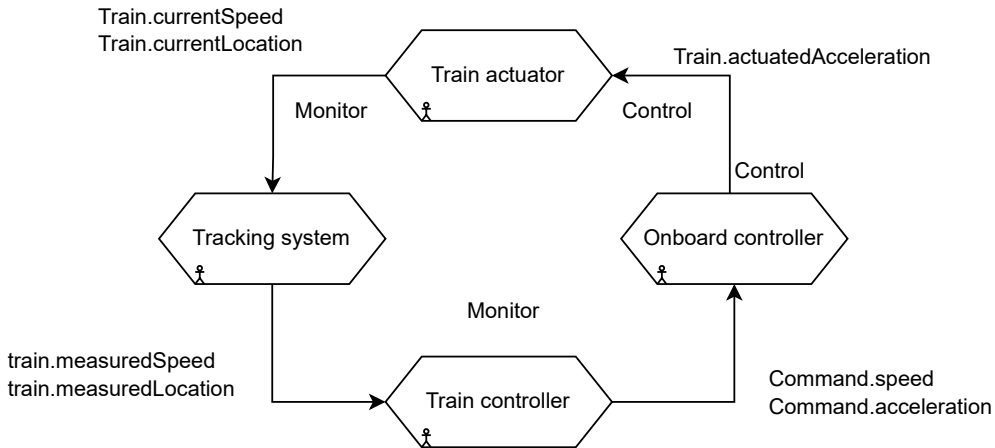 Train.currentSpeed
Train.currentLocation
Train actuator
Train.actuatedAcceleration
Monitor
Control
Control
Tracking system
Onboard controller
Monitor
train.measuredSpeed
train.measuredLocation
Train controller
Command.speed
Command.acceleration